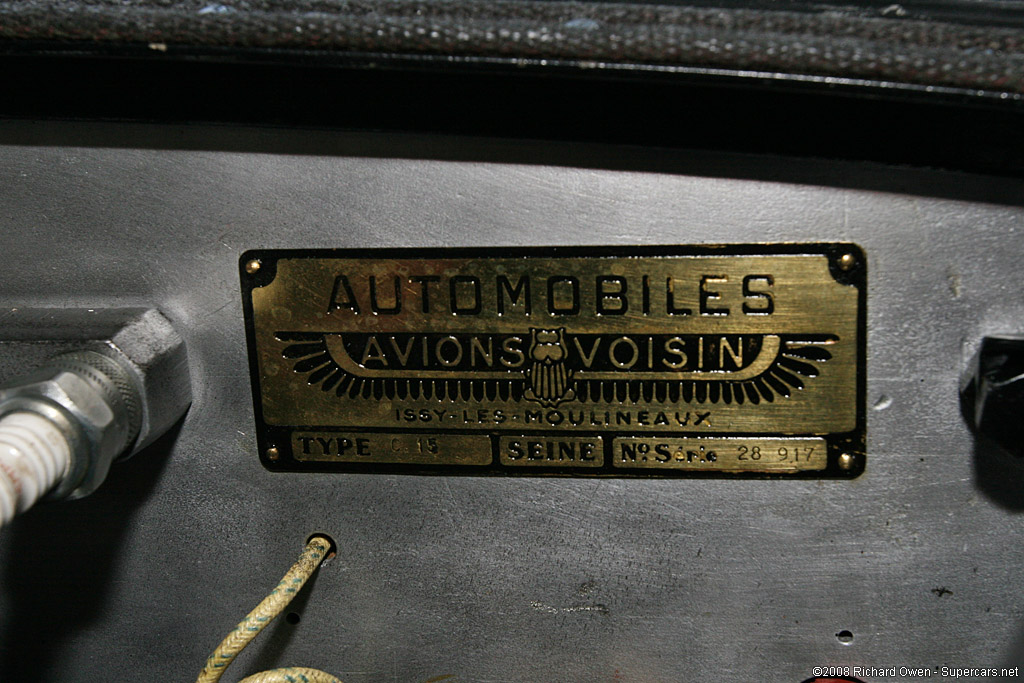 AUTOMOBILES
AVIONS VOISIN
ISSY-LES-MOULINEAUX
TYPE C 15 SEINE Nº Série 28 917
©2008 Richard Owen - Supercars.net